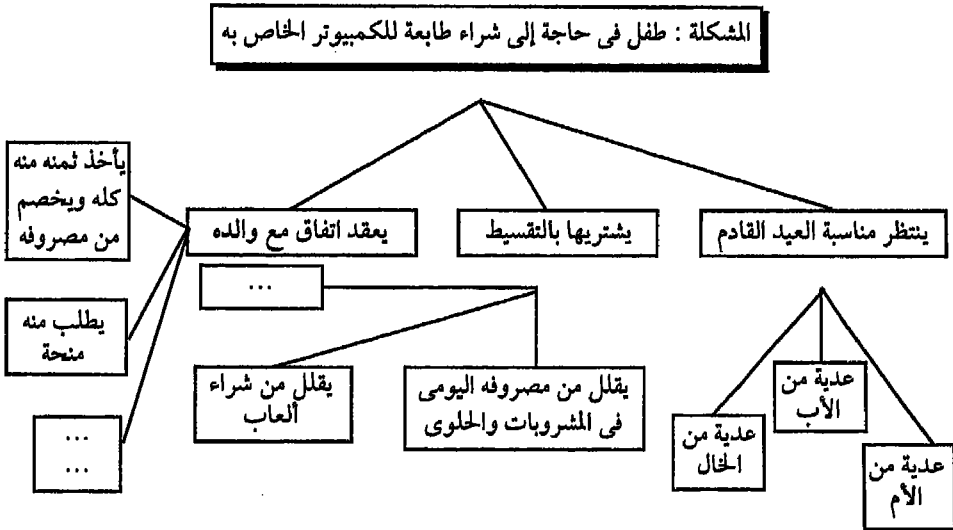 المشكلة : طفل فى حاجة إلى شراء طابعة للكمبيوتر الخاص به
ينتظر مناسبة العيد القادم
يشتريها بالتقسيط
يعقد اتفاق مع والده
يأخذ ثمنه منه
كله ويخصم
من مصروفه
يطلب منه
منحة
...
...
...
يقلل من مصروفه اليومى
فى المشروبات والحلوى
يقلل من شراء
ألعاب
عدية من
الأب
عدية من
الخال
عدية من
الأم